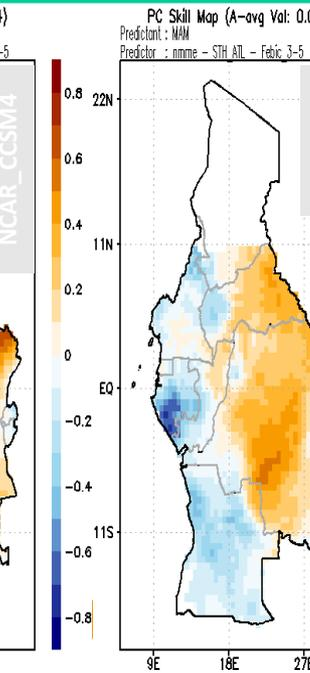 4)
-5
NCAR_CCSM4
0.8
0.6
0.4
0.2
0
-0.2
-0.4
-0.6
-0.8
PC Skill Map (A-avg Val: 0.0
Predictant : MAM
Predictor : nmme - STH ATL - Febic 3-5
22N
11N
EQ
11S
9E 18E 27E